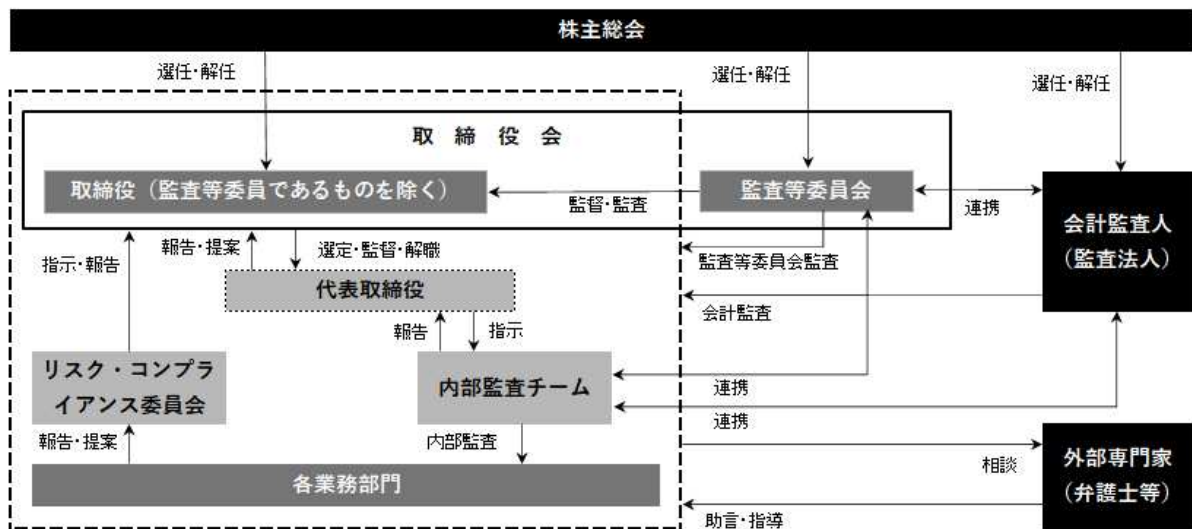 株主総会
選任・解任
選任・解任
選任・解任
取締役会
取締役（監査等委員であるものを除く）
監督・監査
監査等委員会
連携
会計監査人
（監査法人）
指示・報告
報告・提案
選定・監督・解職
監査等委員会監査
代表取締役
会計監査
報告
指示
リスク・コンプラ
イアンス委員会
内部監査チーム
連携
連携
報告・提案
内部監査
相談
外部専門家
（弁護士等）
各業務部門
助言・指導